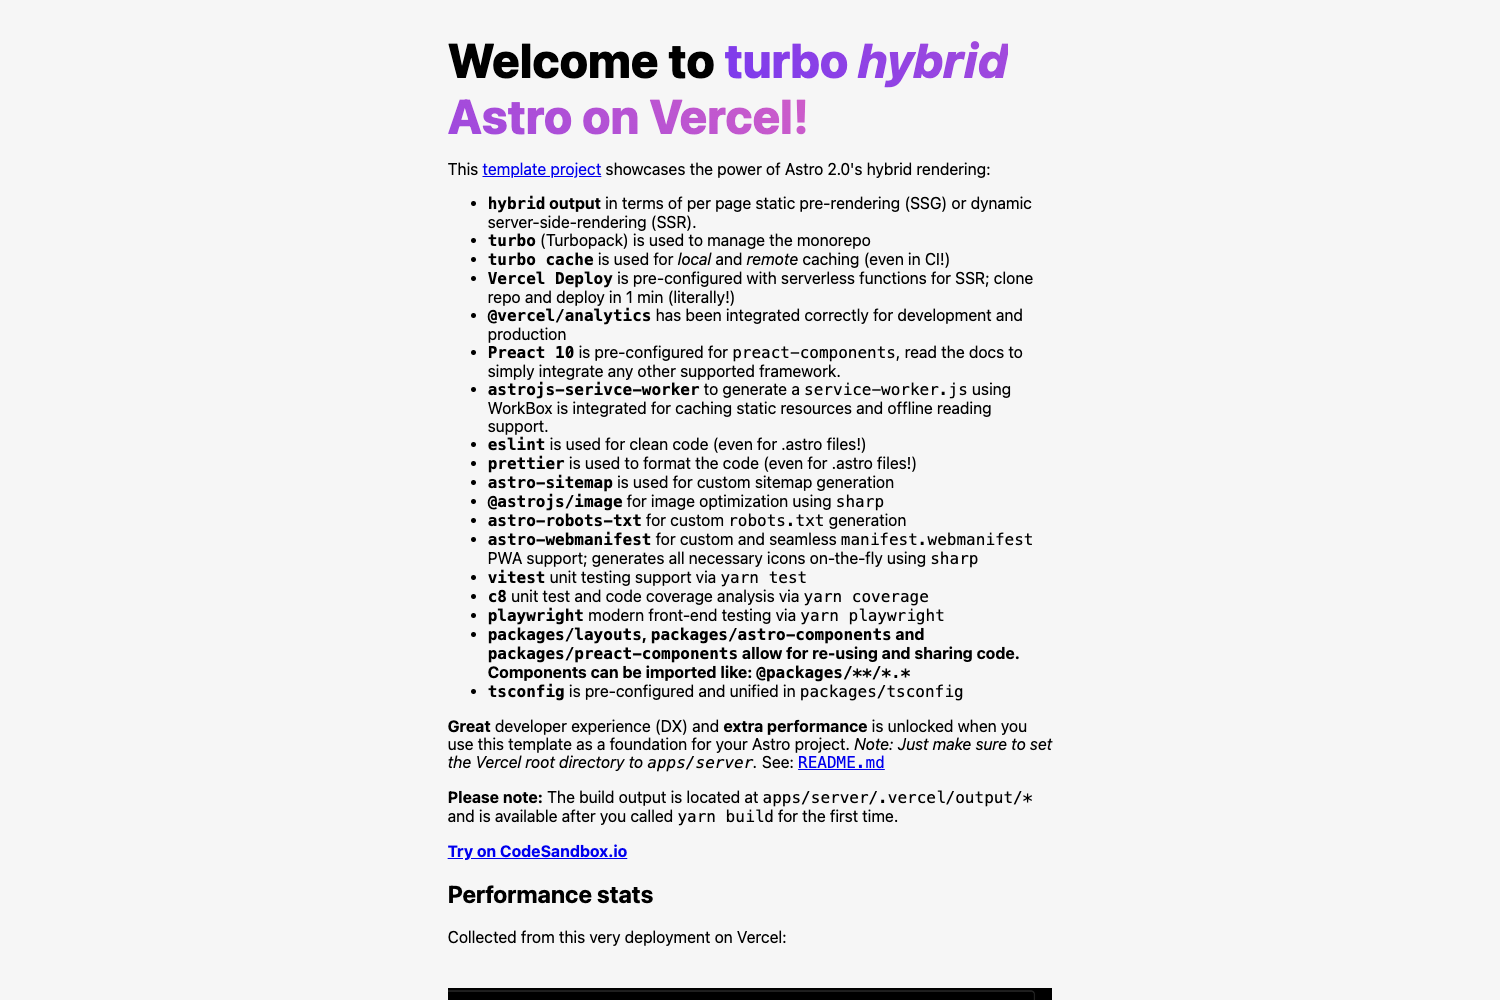 Welcome to turbo hybrid
Astro on Vercel!
This template project showcases the power of Astro 2.0's hybrid rendering:
• hybrid output in terms of per page static pre-rendering (SSG) or dynamic
server-side-rendering (SSR).
• turbo (Turbopack) is used to manage the monorepo
• turbo cache is used for local and remote caching (even in CI!)
• Vercel Deploy is pre-configured with serverless functions for SSR; clone
repo and deploy in 1 min (literally!)
• @vercel/analytics has been integrated correctly for development and
production
• Preact 10 is pre-configured for preact-components, read the docs to
simply integrate any other supported framework.
• astrojs-serivce-worker to generate a service-worker.js using
WorkBox is integrated for caching static resources and offline reading
support.
• eslint is used for clean code (even for .astro files!)
• prettier is used to format the code (even for .astro files!)
• astro-sitemap is used for custom sitemap generation
• @astrojs/image for image optimization using sharp
• astro-robots-txt for custom robots.txt generation
• astro-webmanifest for custom and seamless manifest.webmanifest
PWA support; generates all necessary icons on-the-fly using sharp
• vitest unit testing support via yarn test
• c8 unit test and code coverage analysis via yarn coverage
• playwright modern front-end testing via yarn playwright
• packages/layouts, packages/astro-components and
packages/preact-components allow for re-using and sharing code.
Components can be imported like: @packages/**/*.*
• tsconfig is pre-configured and unified in packages/tsconfig
Great developer experience (DX) and extra performance is unlocked when you
use this template as a foundation for your Astro project. Note: Just make sure to set
the Vercel root directory to apps/server. See: README.md
Please note: The build output is located at apps/server/.vercel/output/*
and is available after you called yarn build for the first time.
Try on CodeSandbox.io
Performance stats
Collected from this very deployment on Vercel: